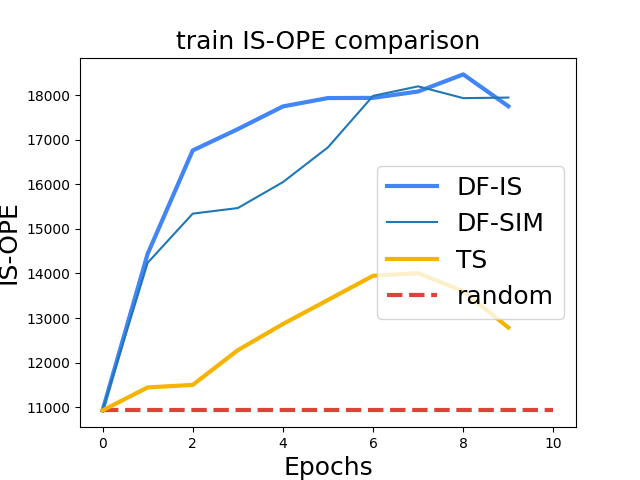 train IS-OPE comparison
IS-OPE
18000
17000
16000
15000
14000
13000
12000
11000
DF-IS
DF-SIM
TS
random
0 2 4 6 8 10
Epochs